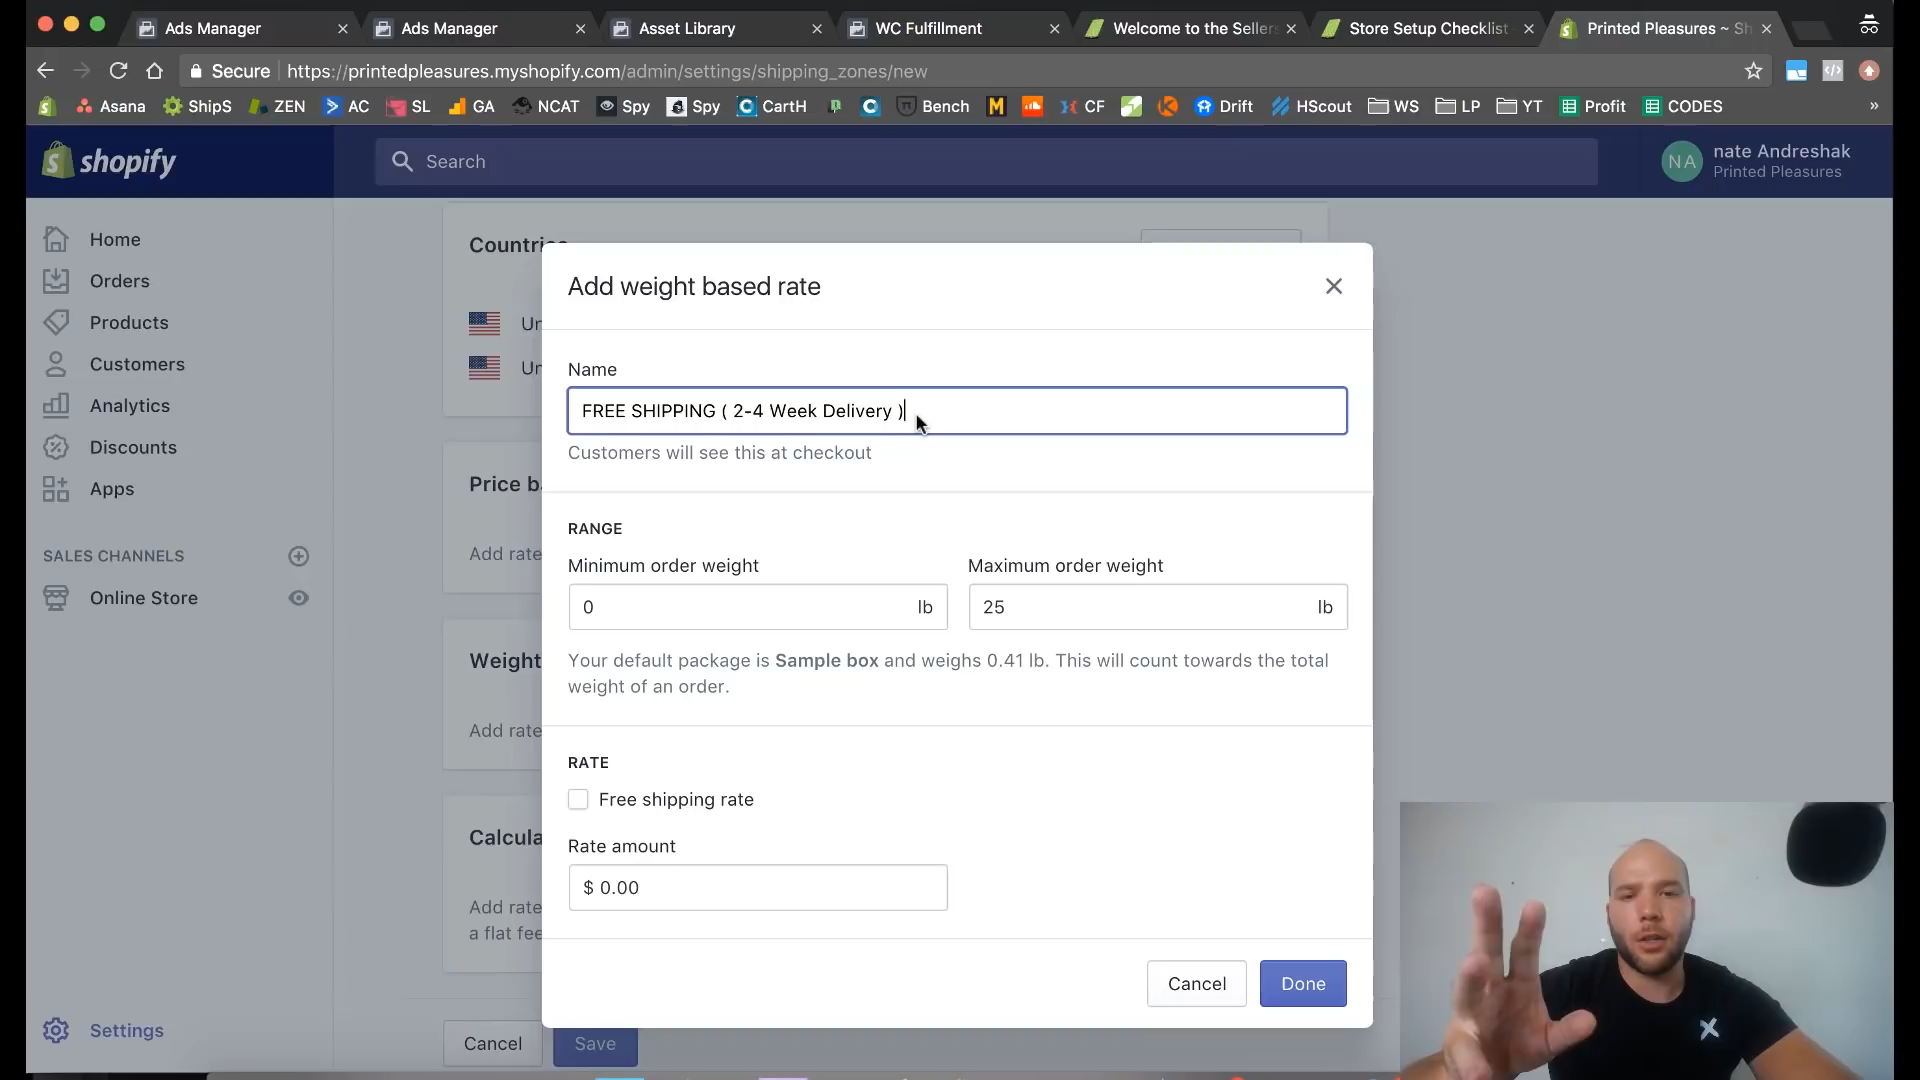 Ads Manager
Ads Manager
Asset Library
WC Fulfillment
Welcome to the Sellers
Store Setup Checklist
Printed Pleasures ~ Sh
Secure
https://printedpleasures.myshopify.com/admin/settings/shipping_zones/new
Asana
ShipS
ZEN
AC
SL
GA
NCAT
Spy
Spy
CartH
Bench
CF
Drift
HScout
WS
LP
YT
Profit
CODES
»
shopify
Search
NA
nate Andreshak
Printed Pleasures
Home
Orders
Products
Customers
Analytics
Discounts
Apps
SALES CHANNELS
Online Store
Settings
Countries
Un
Un
Price b
Add rate
Weight
Add rate
Calcula
Add rate
a flat fee
Cancel
Save
Add weight based rate
Name
FREE SHIPPING ( 2-4 Week Delivery )
Customers will see this at checkout
RANGE
Minimum order weight
Maximum order weight
0 lb
25 lb
Your default package is Sample box and weighs 0.41 lb. This will count towards the total
weight of an order.
RATE
Free shipping rate
Rate amount
$ 0.00
Cancel
Done